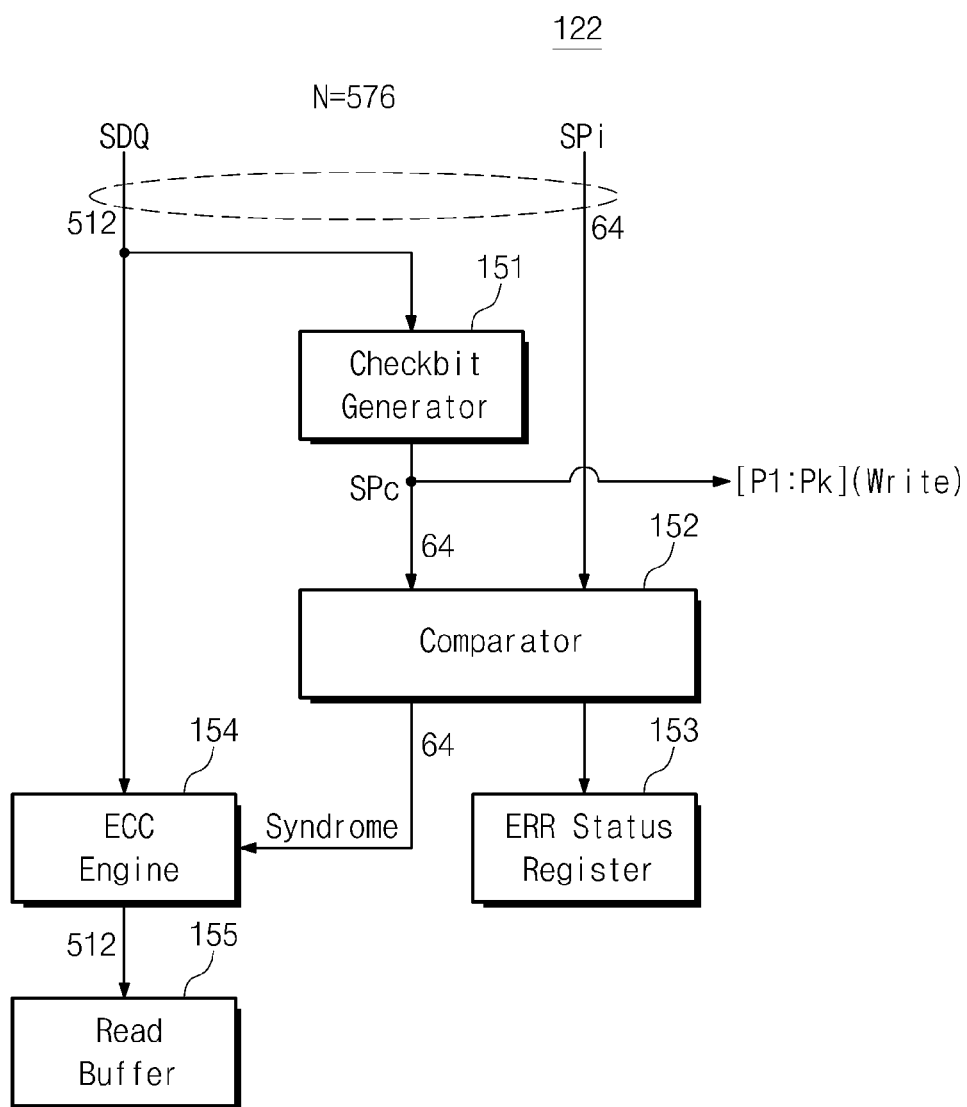 122
N=576
SDQ
SPi
512
64
151
Checkbit
Generator
SPc
[P1:Pk](Write)
64
152
Comparator
154
64
153
ECC
Engine
Syndrome
ERR Status
Register
512
155
Read
Buffer